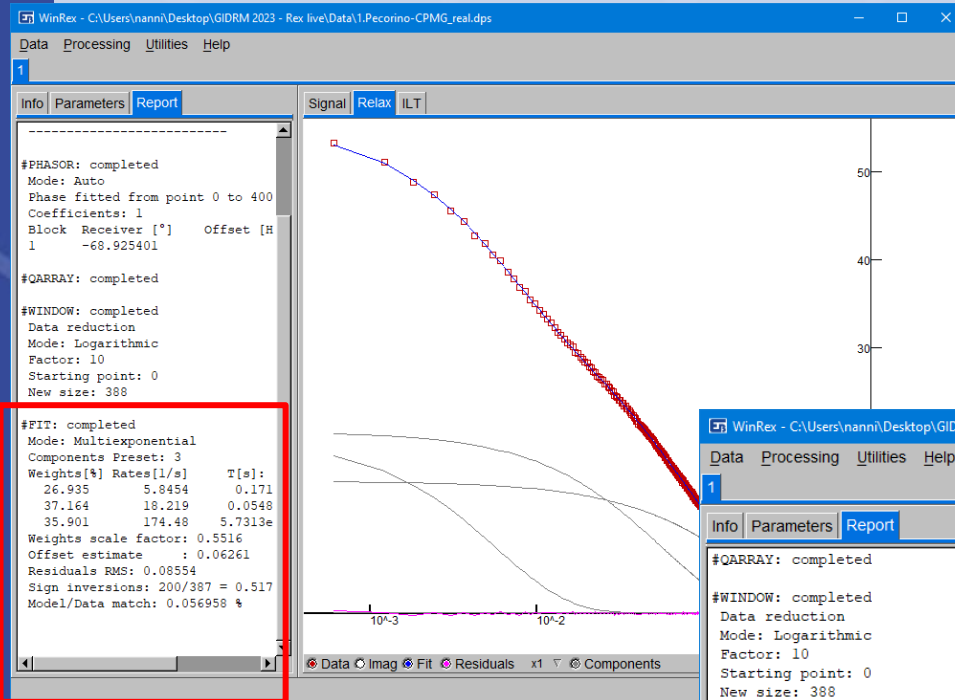 WinRex - C:\Users\nanni\Desktop\GIDRM 2023 - Rex live\Data\1.Pecorino-CPMG_real.dps
Data Processing Utilities Help
1
Info Parameters Report
---------------------------
#PHASOR: completed
Mode: Auto
Phase fitted from point 0 to 400
Coefficients: 1
Block Receiver [°] Offset [H
1 -68.925401
#QARRAY: completed
#WINDOW: completed
Data reduction
Mode: Logarithmic
Factor: 10
Starting point: 0
New size: 388
#FIT: completed
Mode: Multiexponential
Components Preset: 3
Weights[%] Rates[1/s] T[s]:
26.935 5.8454 0.171
37.164 18.219 0.0548
35.901 174.48 5.7313e
Weights scale factor: 0.5516
Offset estimate : 0.06261
Residuals RMS: 0.08554
Sign inversions: 200/387 = 0.517
Model/Data match: 0.056958 %
Signal Relax ILT
50
40
30
10^-3 10^-2
Data Imag Fit Residuals x1 Components
WinRex - C:\Users\nanni\Desktop\GID
Data Processing Utilities Help
1
Info Parameters Report
#QARRAY: completed
#WINDOW: completed
Data reduction
Mode: Logarithmic
Factor: 10
Starting point: 0
New size: 388